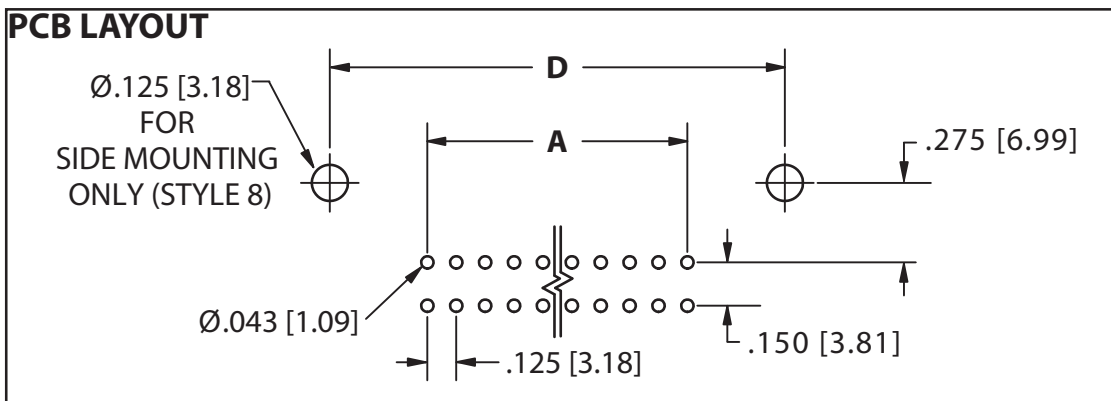 PCB LAYOUT
D
Ø.125 [3.18]
FOR
SIDE MOUNTING
ONLY (STYLE 8)
A
.275 [6.99]
Ø.043 [1.09]
.125 [3.18]
.150 [3.81]